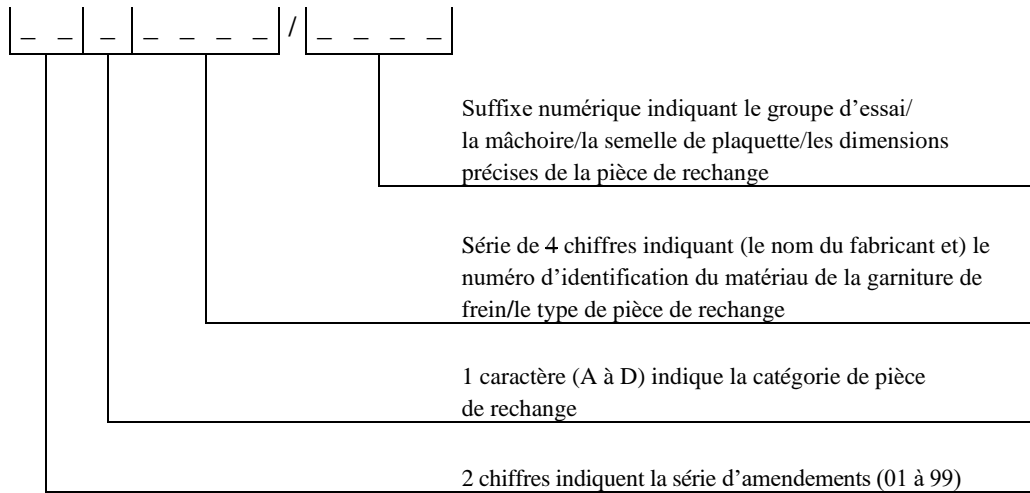 _ _ _ _ _ _ _ / _ _ _ _
Suffixe numérique indiquant le groupe d’essai/
la mâchoire/la semelle de plaquette/les dimensions
précises de la pièce de rechange
Série de 4 chiffres indiquant (le nom du fabricant et) le
numéro d’identification du matériau de la garniture de
frein/le type de pièce de rechange
1 caractère (A à D) indique la catégorie de pièce
de rechange
2 chiffres indiquent la série d’amendements (01 à 99)